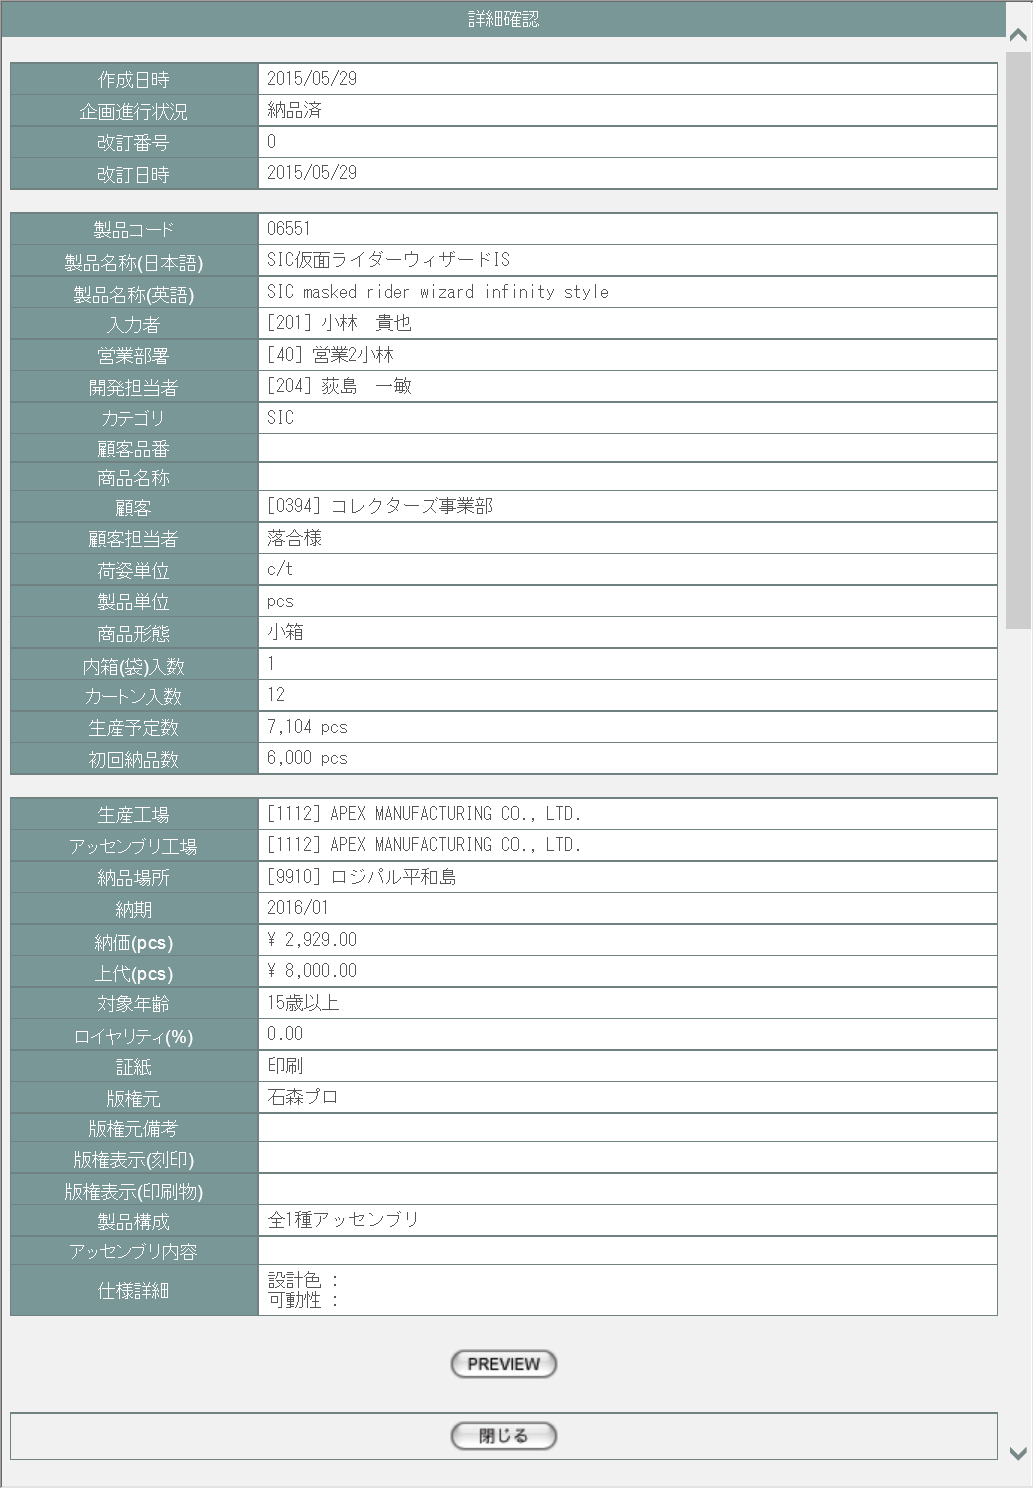 詳細確認
作成日時 2015/05/29
企画進行状況 納品済
改訂番号 0
改訂日時 2015/05/29
製品コード 06551
製品名称(日本語) SIC仮面ライダーウィザードIS
製品名称(英語) SIC masked rider wizard infinity style
入力者 [201] 小林　貴也
営業部署 [40] 営業2小林
開発担当者 [204] 荻島　一敏
カテゴリ SIC
顧客品番
商品名称
顧客 [0394] コレクターズ事業部
顧客担当者 落合様
荷姿単位 c/t
製品単位 pcs
商品形態 小箱
内箱(袋)入数 1
カートン入数 12
生産予定数 7,104 pcs
初回納品数 6,000 pcs
生産工場 [1112] APEX MANUFACTURING CO., LTD.
アッセンブリ工場 [1112] APEX MANUFACTURING CO., LTD.
納品場所 [9910] ロジパル平和島
納期 2016/01
納価(pcs) ¥ 2,929.00
上代(pcs) ¥ 8,000.00
対象年齢 15歳以上
ロイヤリティ(%) 0.00
証紙 印刷
版権元 石森プロ
版権元備考
版権表示(刻印)
版権表示(印刷物)
製品構成 全1種アッセンブリ
アッセンブリ内容
仕様詳細 設計色 :
可動性 :
PREVIEW
閉じる